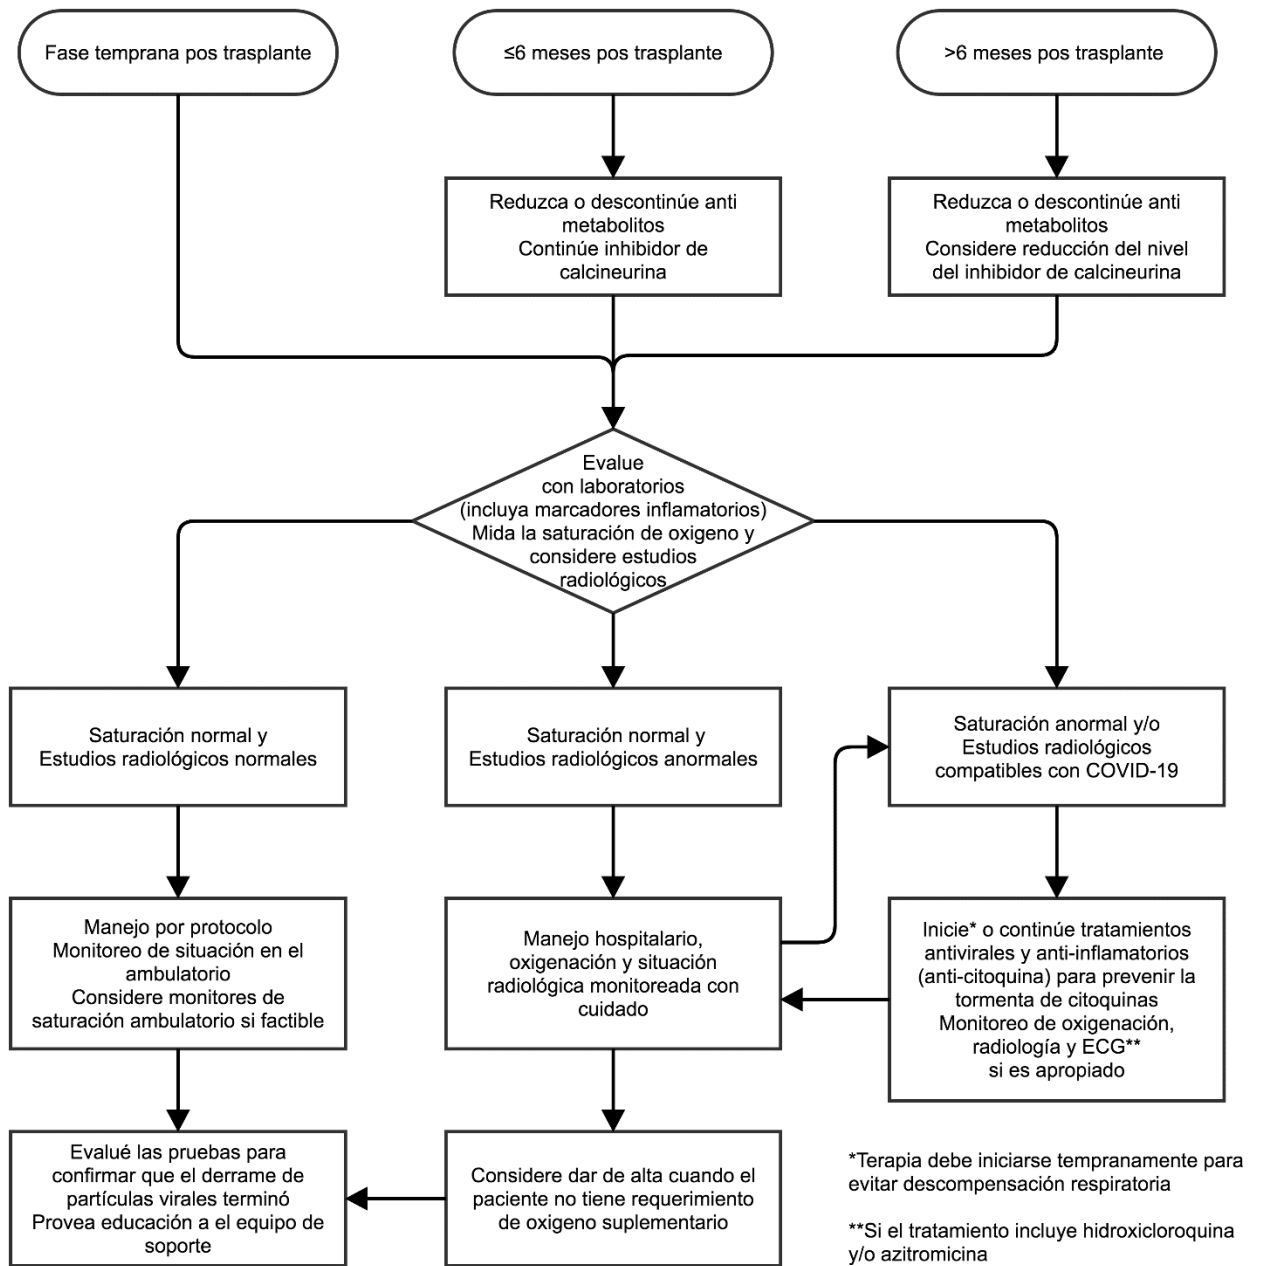 Fase temprana pos trasplante
≤6 meses pos trasplante
>6 meses pos trasplante
Reduzca o descontinúe anti
metabolitos
Continúe inhibidor de
calcineurina
Reduzca o descontinúe anti
metabolitos
Considere reducción del nivel
del inhibidor de calcineurina
Evalue
con laboratorios
(incluya marcadores inflamatorios)
Mida la saturación de oxigeno y
considere estudios
radiológicos
Saturación normal y
Estudios radiológicos normales
Saturación normal y
Estudios radiológicos anormales
Saturación anormal y/o
Estudios radiológicos
compatibles con COVID-19
Manejo por protocolo
Monitoreo de situación en el
ambulatorio
Considere monitores de
saturación ambulatorio si factible
Manejo hospitalario,
oxigenación y situación
radiológica monitoreada con
cuidado
Inicie* o continúe tratamientos
antivirales y anti-inflamatorios
(anti-citoquina) para prevenir la
tormenta de citoquinas
Monitoreo de oxigenación,
radiología y ECG**
si es apropiado
Evalué las pruebas para
confirmar que el derrame de
partículas virales terminó
Provea educación a el equipo de
soporte
Considere dar de alta cuando el
paciente no tiene requerimiento
de oxigeno suplementario
*Terapia debe iniciarse tempranamente para
evitar descompensación respiratoria
**Si el tratamiento incluye hidroxicloroquina
y/o azitromicina